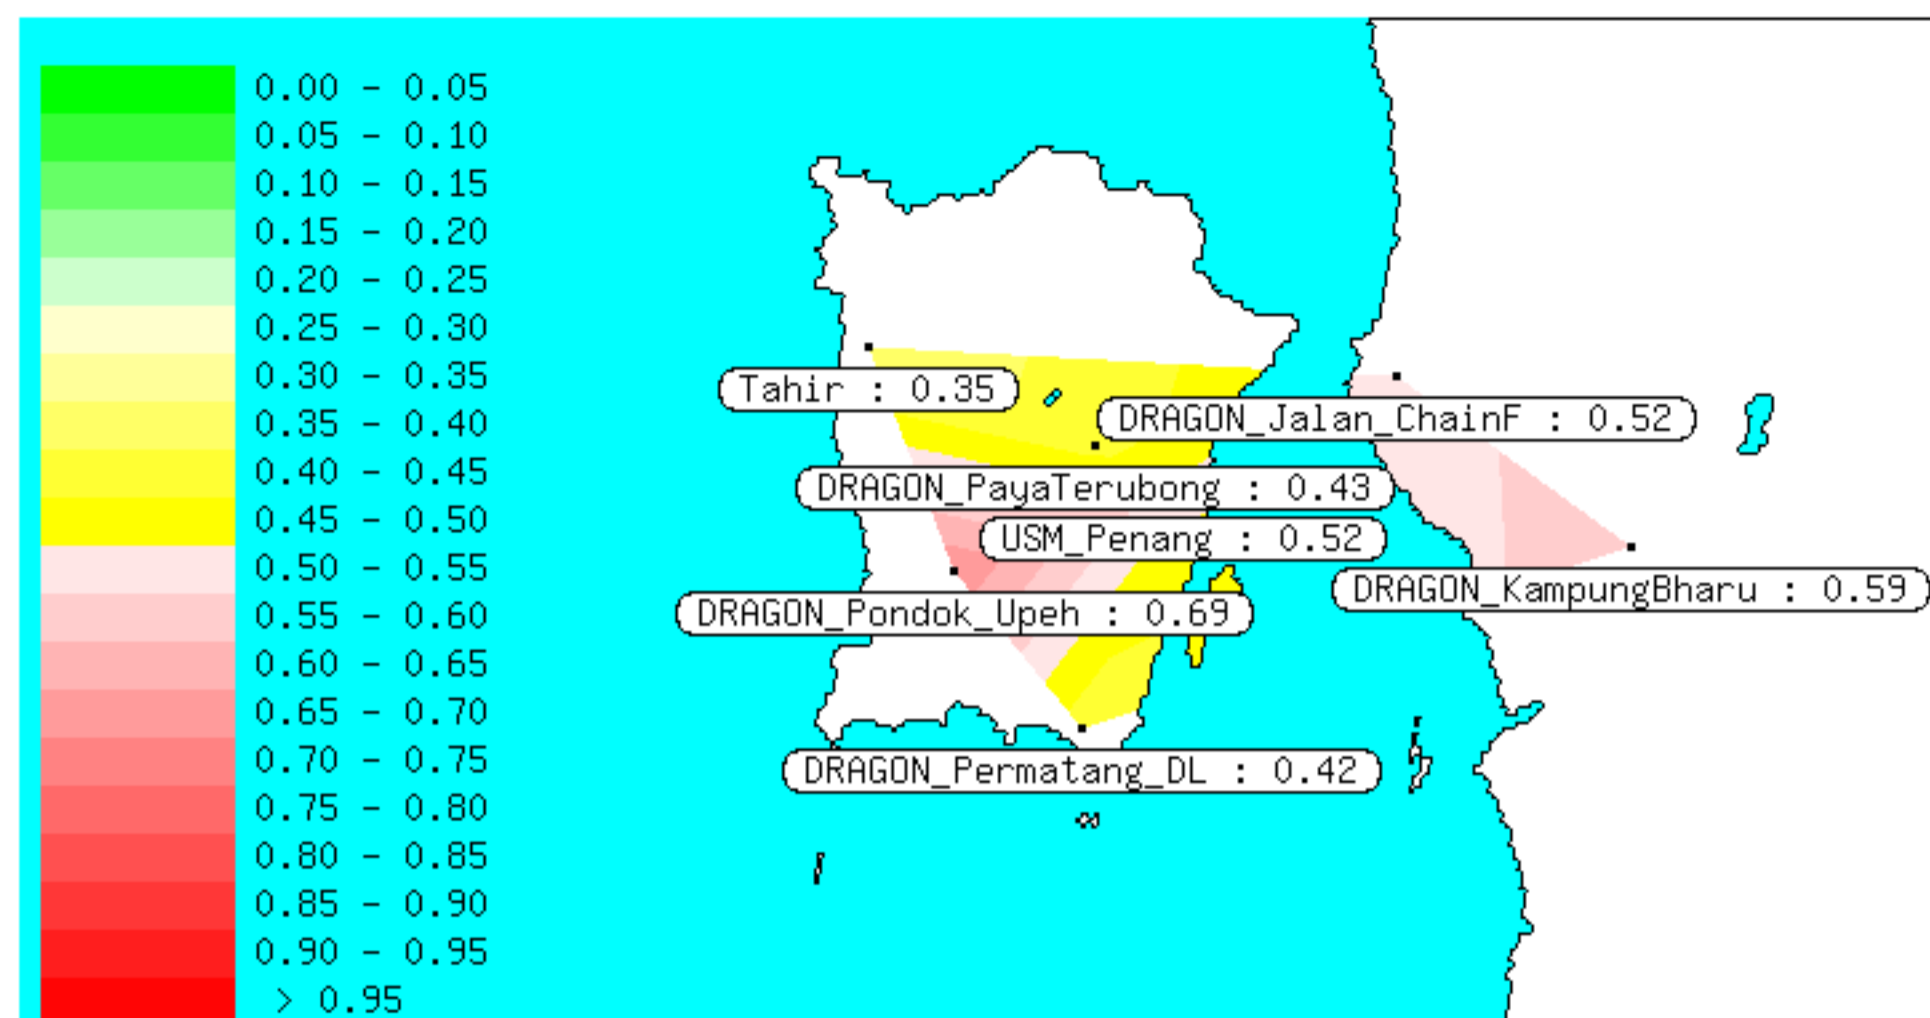 0.00 - 0.05
0.05 - 0.10
0.10 - 0.15
0.15 - 0.20
0.20 - 0.25
0.25 - 0.30
0.30 - 0.35
0.35 - 0.40
0.40 - 0.45
0.45 - 0.50
0.50 - 0.55
0.55 - 0.60
0.60 - 0.65
0.65 - 0.70
0.70 - 0.75
0.75 - 0.80
0.80 - 0.85
0.85 - 0.90
0.90 - 0.95
> 0.95
Tahir : 0.35
DRAGON_Jalan_ChainF : 0.52
DRAGON_PayaTerubong : 0.43
USM_Penang : 0.52
DRAGON_KampungBharu : 0.59
DRAGON_Pondok_Upeh : 0.69
DRAGON_Permatang_DL : 0.42